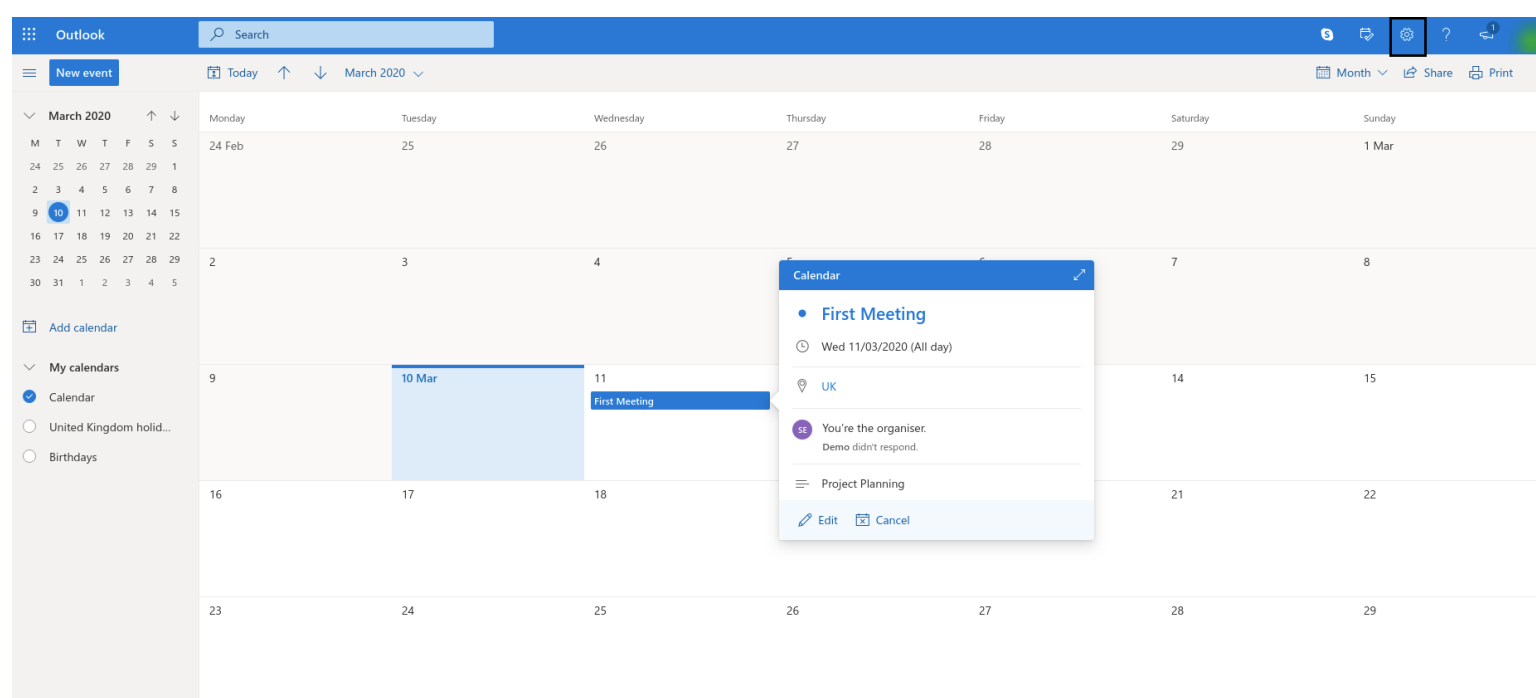 Outlook
Search
1
New event
Today
March 2020
Month
Share
Print
March 2020
M T W T F S S
24 25 26 27 28 29 1
2 3 4 5 6 7 8
9 10 11 12 13 14 15
16 17 18 19 20 21 22
23 24 25 26 27 28 29
30 31 1 2 3 4 5
Add calendar
My calendars
Calendar
United Kingdom holid...
Birthdays
Monday Tuesday Wednesday Thursday Friday Saturday Sunday
24 Feb 25 26 27 28 29 1 Mar
2 3 4 7 8
9 10 Mar 11 14 15
First Meeting
16 17 18 21 22
23 24 25 26 27 28 29
Calendar
First Meeting
Wed 11/03/2020 (All day)
UK
SE You're the organiser.
Demo didn't respond.
Project Planning
Edit Cancel